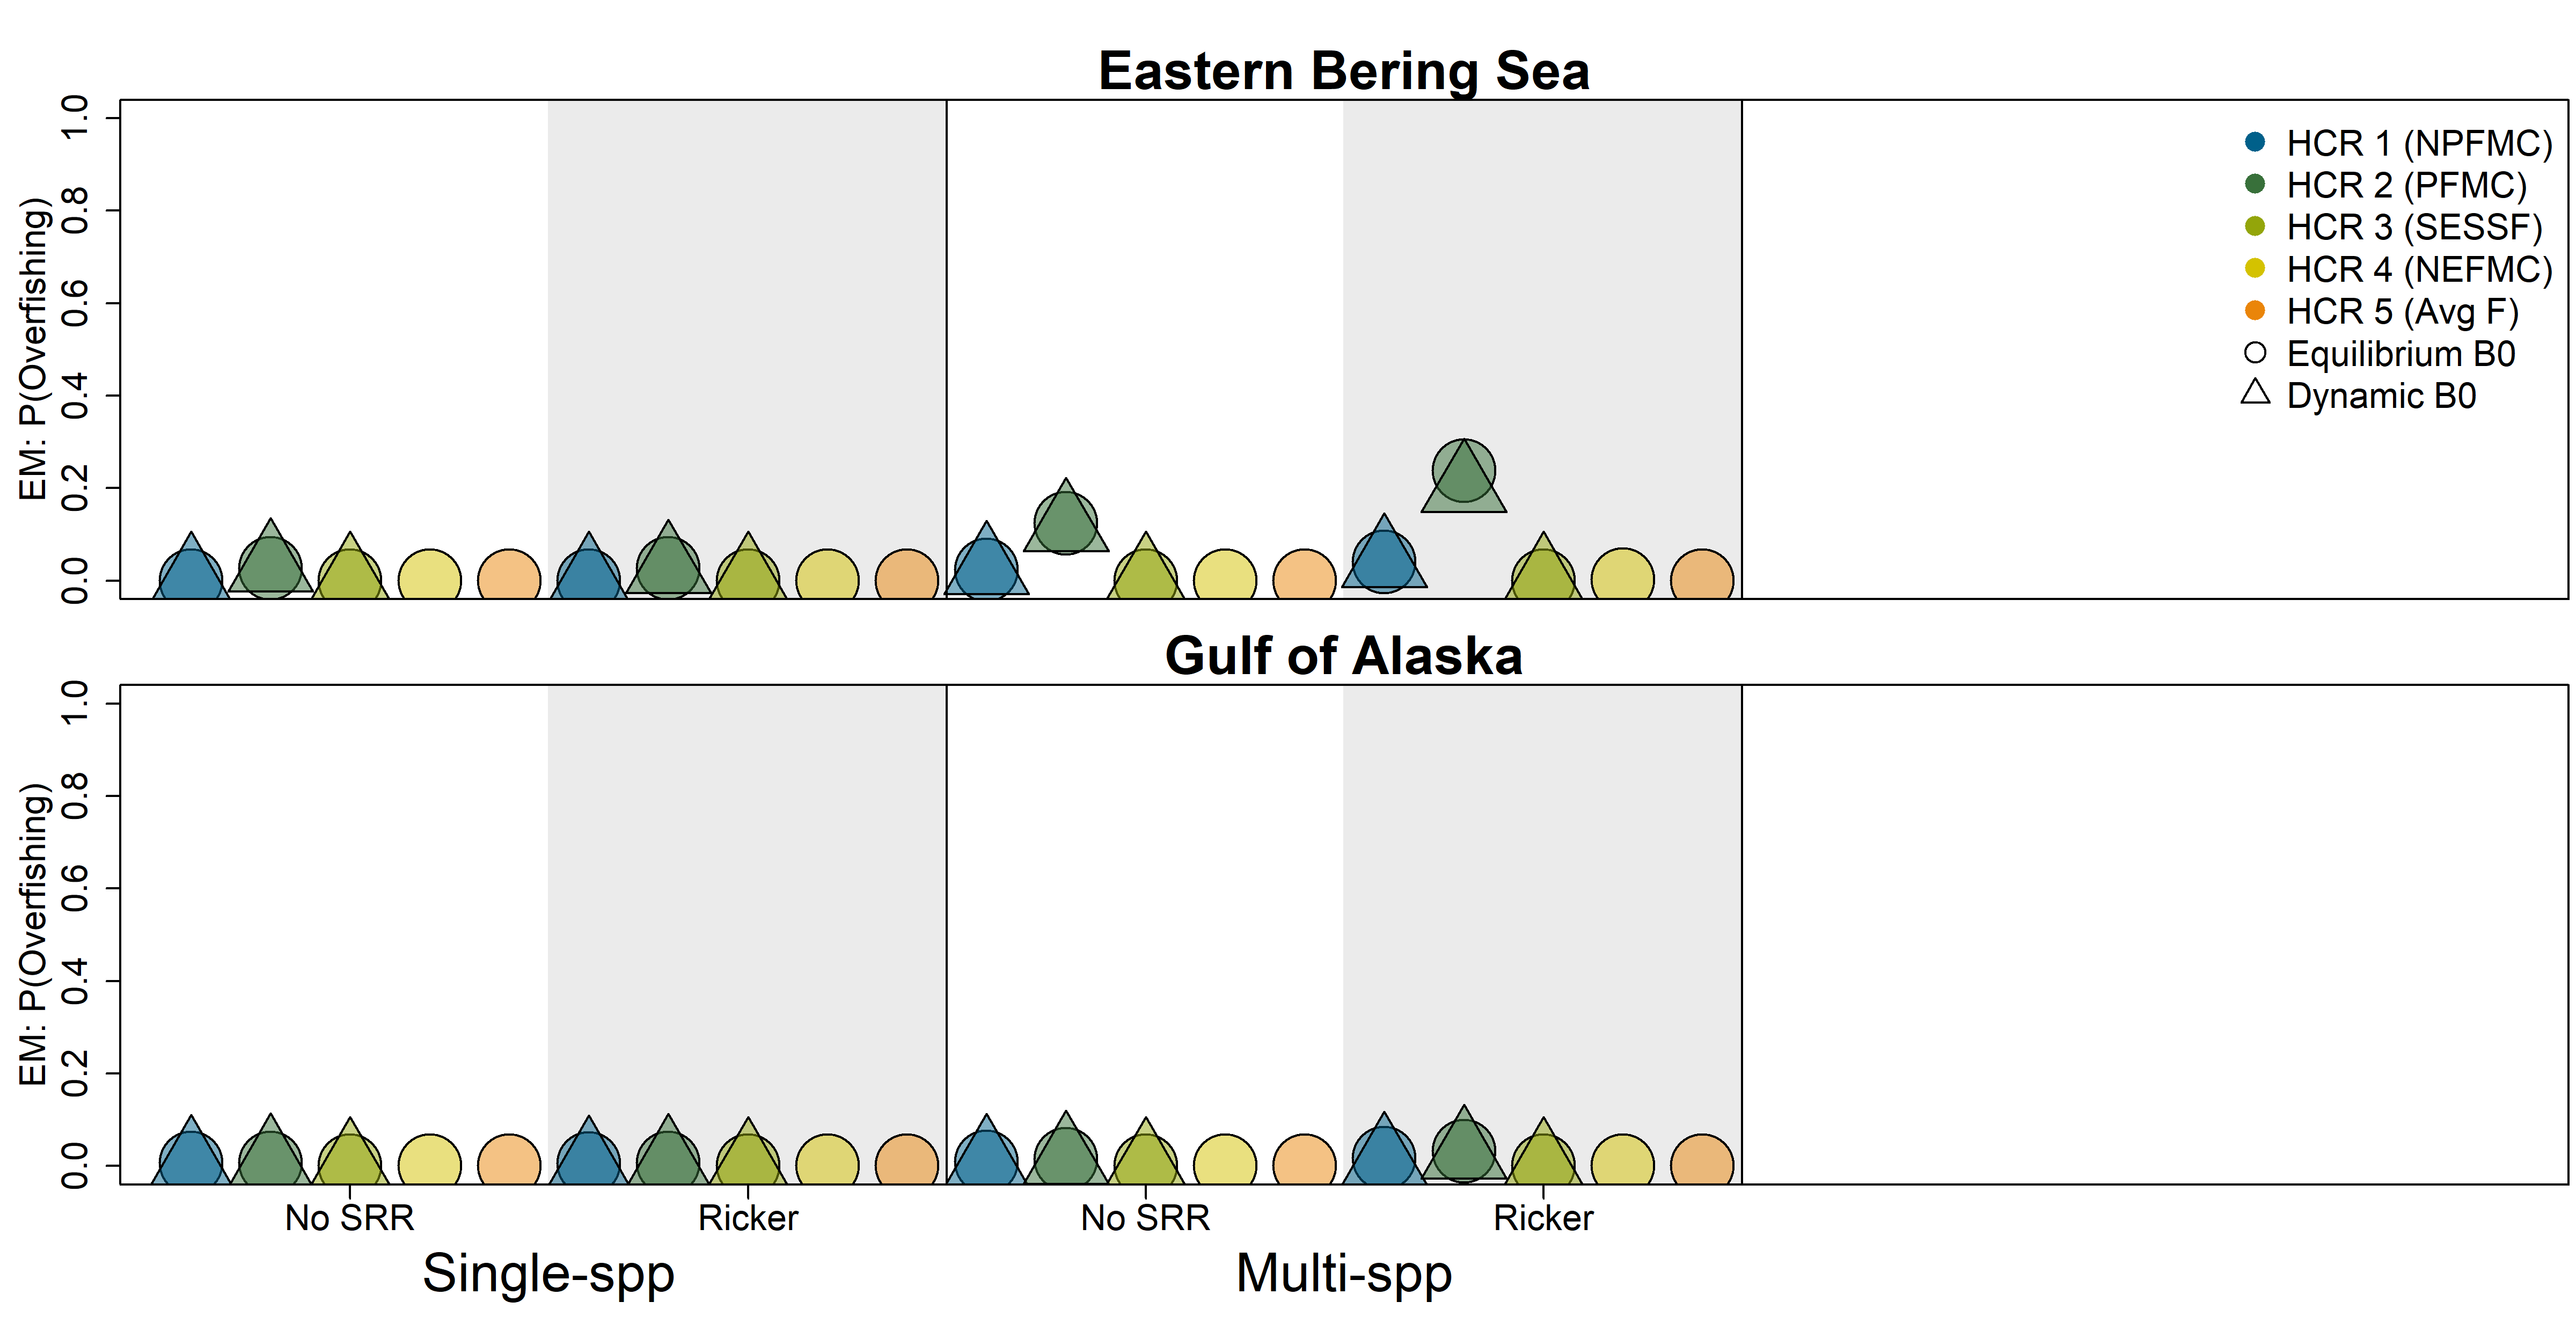 Eastern Bering Sea
EM: P(Overfishing)
1.0
0.8
0.6
0.4
0.2
0.0
HCR 1 (NPFMC)
HCR 2 (PFMC)
HCR 3 (SESSF)
HCR 4 (NEFMC)
HCR 5 (Avg F)
Equilibrium B0
Dynamic B0
Gulf of Alaska
EM: P(Overfishing)
1.0
0.8
0.6
0.4
0.2
0.0
No SRR
Ricker
No SRR
Ricker
Single-spp
Multi-spp